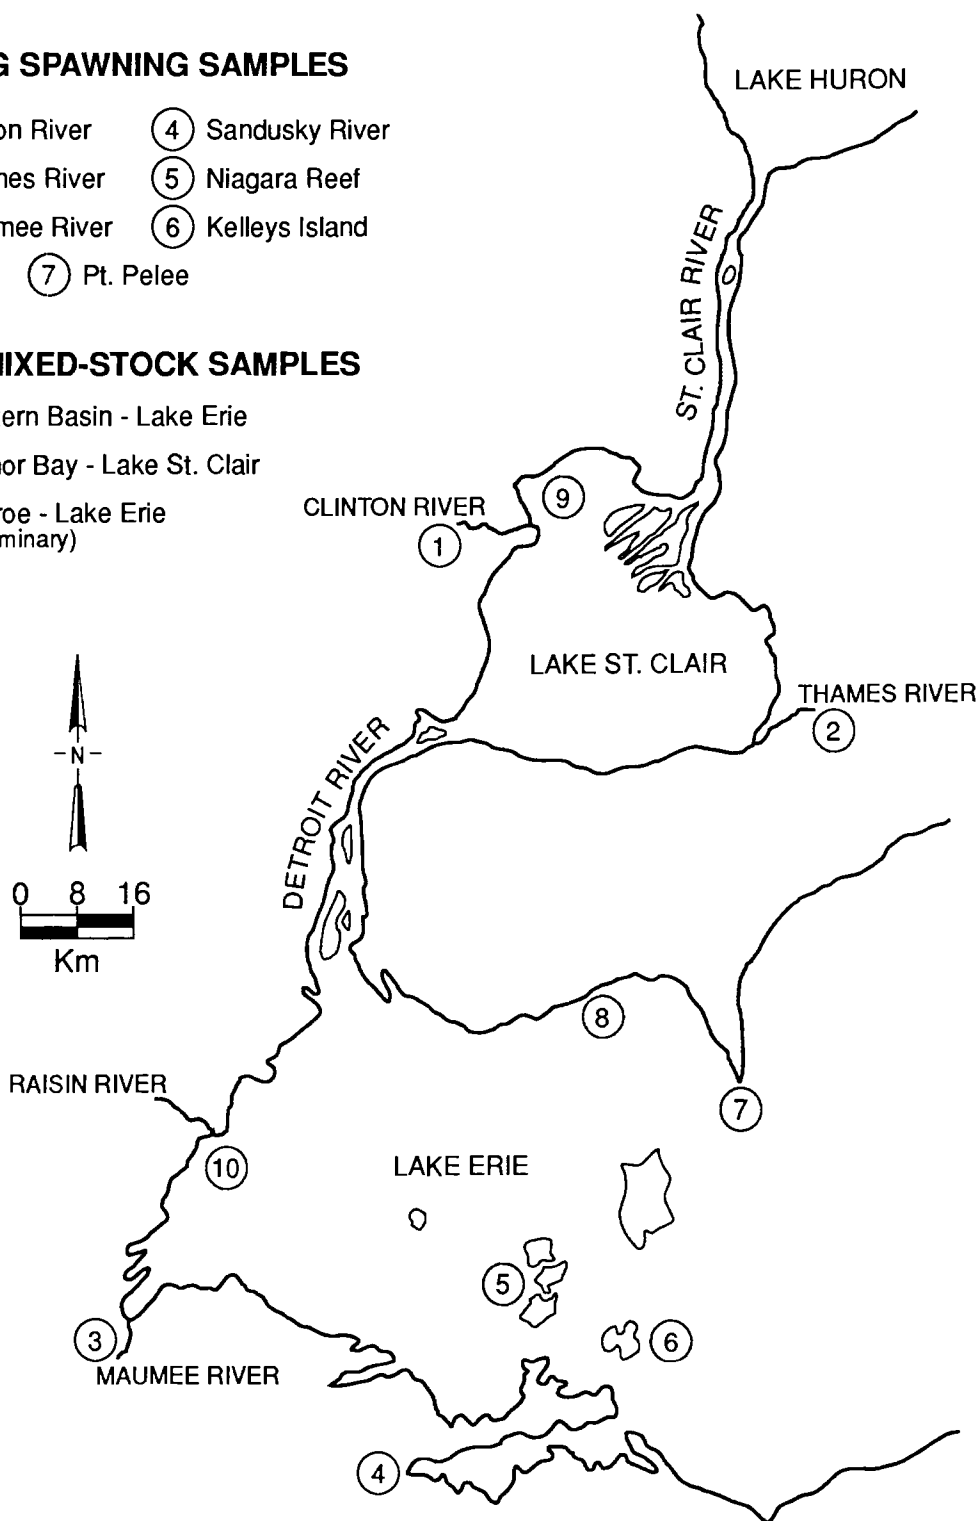 G SPAWNING SAMPLES
on River 4 Sandusky River
nes River 5 Niagara Reef
mee River 6 Kelleys Island
7 Pt. Pelee
MIXED-STOCK SAMPLES
ern Basin - Lake Erie
or Bay - Lake St. Clair
roe - Lake Erie
minary)
LAKE HURON
ST. CLAIR RIVER
9
CLINTON RIVER
1
LAKE ST. CLAIR
THAMES RIVER
2
DETROIT RIVER
-N-
0 8 16
Km
8
RAISIN RIVER
7
10
LAKE ERIE
5
3
6
MAUMEE RIVER
4